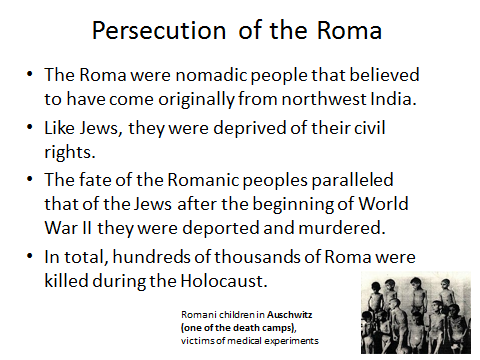 Persecution of the Roma
• The Roma were nomadic people that believed
to have come originally from northwest India.
• Like Jews, they were deprived of their civil
rights.
• The fate of the Romanic peoples paralleled
that of the Jews after the beginning of World
War II they were deported and murdered.
• In total, hundreds of thousands of Roma were
killed during the Holocaust.
Romani children in Auschwitz
(one of the death camps),
victims of medical experiments